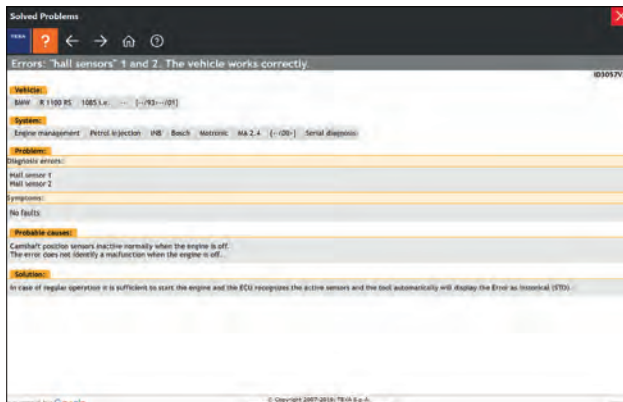 Solved Problems
TEXA
?
Errors: "hall sensors" 1 and 2. The vehicle works correctly.
ID3057V
Vehicle:
BMW R 1100 RS 1085 i.e. -- [--/93>--/01]
System:
Engine management Petrol injection INB Bosch Motronic MA 2.4 (--/00>) Serial diagnosis
Problem:
Diagnosic errors:
Hall sensor 1
Hall sensor 2
Symptoms:
No faults
Probable causes:
Camshaft position sensors inactive normally when the engine is off.
The error does not identify a malfunction when the engine is off.
Solution:
In case of regular operation it is sufficient to start the engine and the ECU recognizes the active sensors and the tool automatically will display the Error as historical (STO).
© Copyright 2007-2018; TEXA S.p.A.